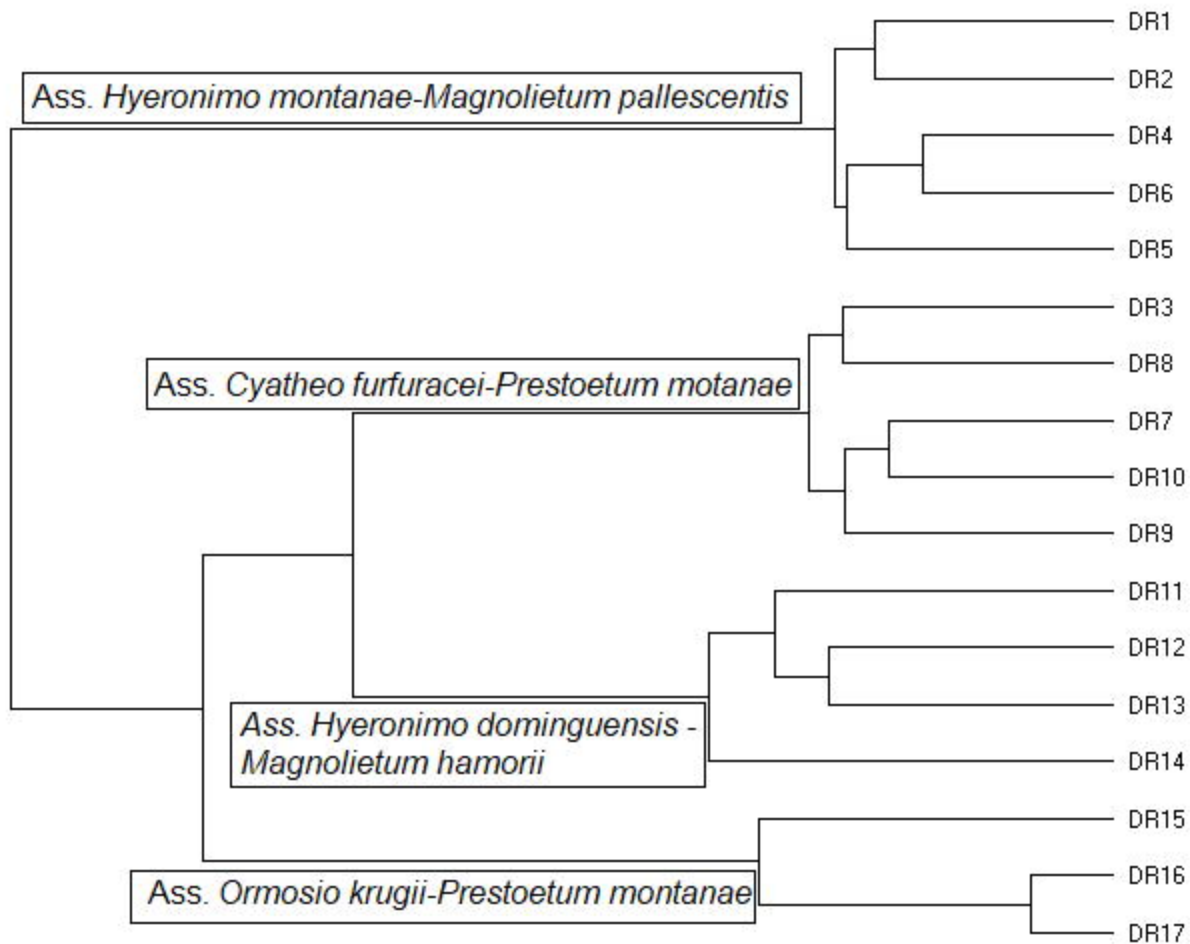 DR1
Ass. Hyeronimo montanae-Magnolietum pallescentis
DR2
DR4
DR6
DR5
DR3
DR8
Ass. Cyatheo furfuracei-Prestoetum motanae
DR7
DR10
DR9
DR11
DR12
DR13
Ass. Hyeronimo dominguensis -
Magnolietum hamorii
DR14
DR15
DR16
Ass. Ormosio krugii-Prestoetum montanae
DR17